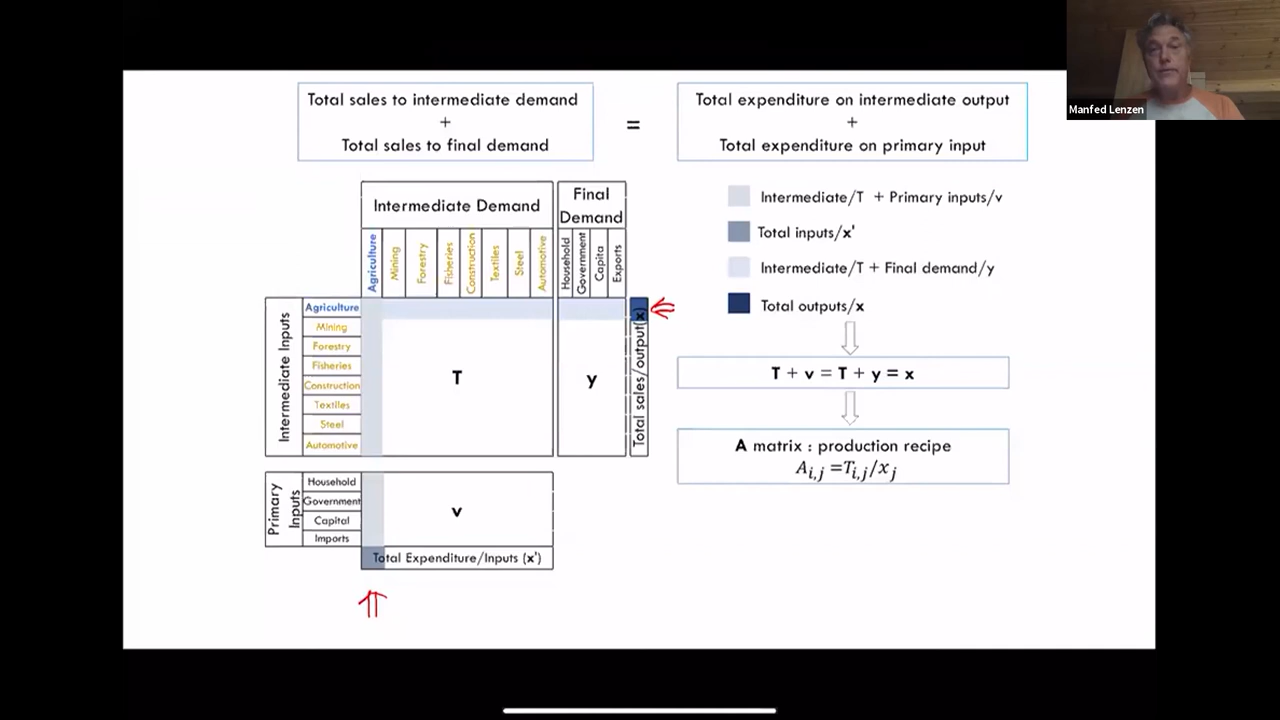 Total sales to intermediate demand
+
Total sales to final demand
=
Total expenditure on intermediate output
+
Total expenditure on primary input
Manfed Lenzen
Intermediate Demand
Final
Demand
Agriculture
Mining
Forestry
Fisheries
Construction
Textiles
Steel
Automotive
Household
Government
Capita
Exports
Intermediate Inputs
Agriculture
Mining
Forestry
Fisheries
Construction
Textiles
Steel
Automotive
T
y
Total sales/output(x)
Primary
Inputs
Household
Government
Capital
Imports
v
Total Expenditure/Inputs (x')
Intermediate/T + Primary inputs/v
Total inputs/x'
Intermediate/T + Final demand/y
Total outputs/x
T + v = T + y = x
A matrix : production recipe
A_{i,j} =T_{i,j}/x_j